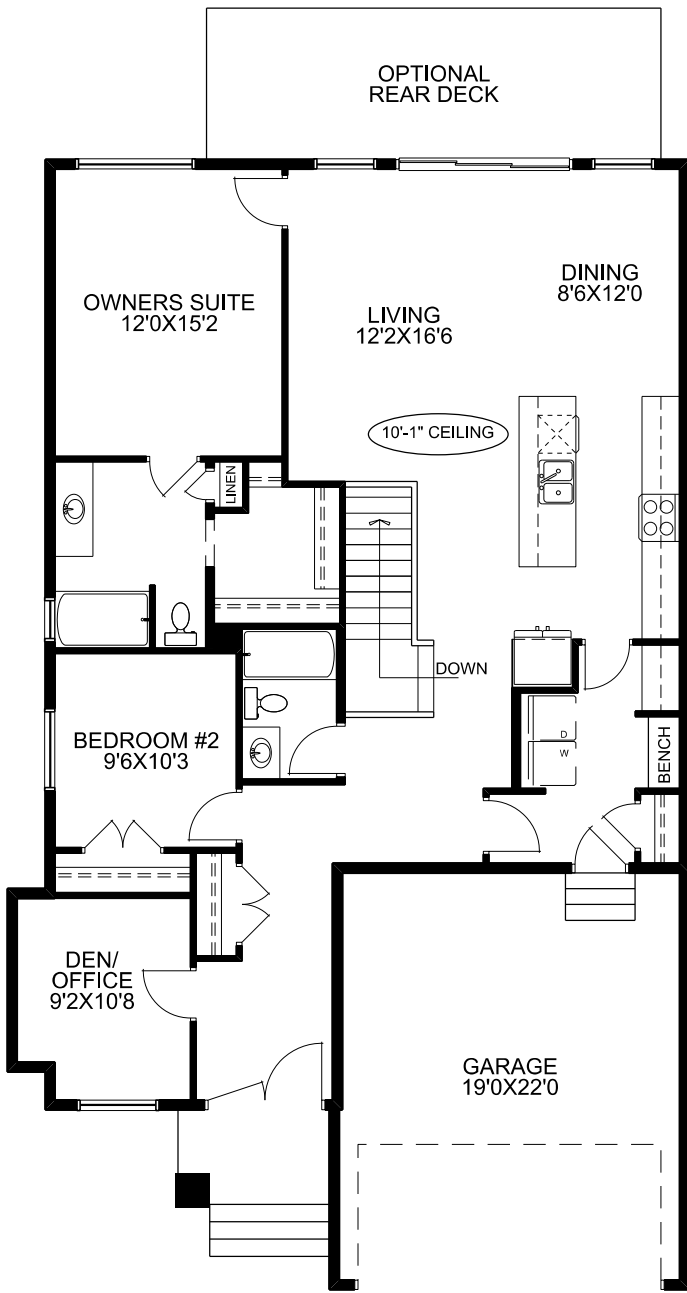 OPTIONAL
REAR DECK
OWNERS SUITE
12'0X15'2
LIVING
12'2X16'6
DINING
8'6X12'0
10'-1" CEILING
LINEN
DOWN
BEDROOM #2
9'6X10'3
D
W
BENCH
DEN/
OFFICE
9'2X10'8
GARAGE
19'0X22'0